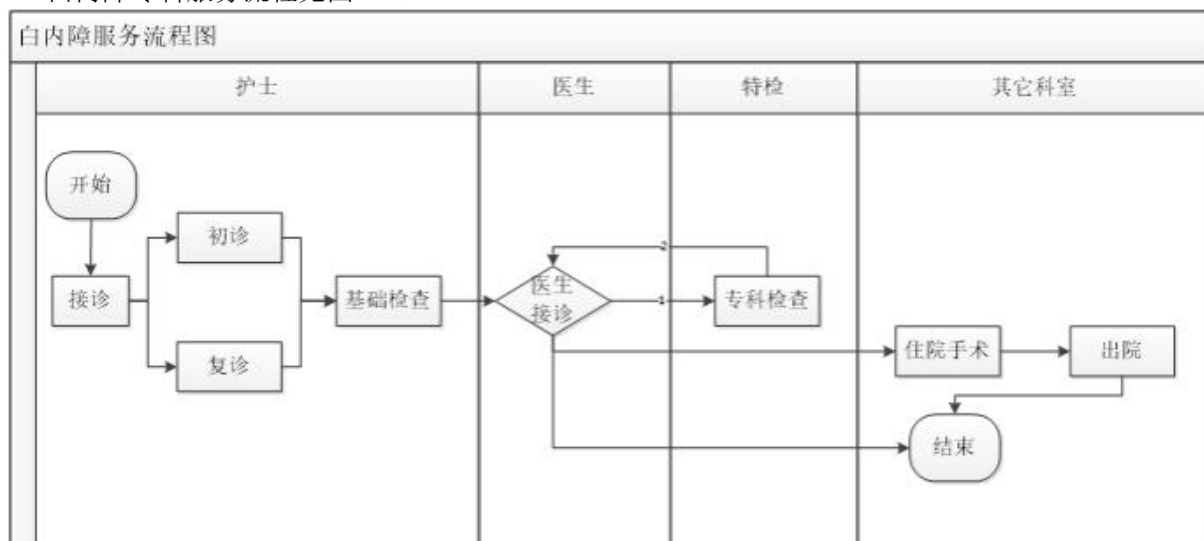 白内障服务流程图
护士
医生
特检
其它科室
开始
接诊
初诊
复诊
基础检查
医生
接诊
2
1
专科检查
住院手术
出院
结束